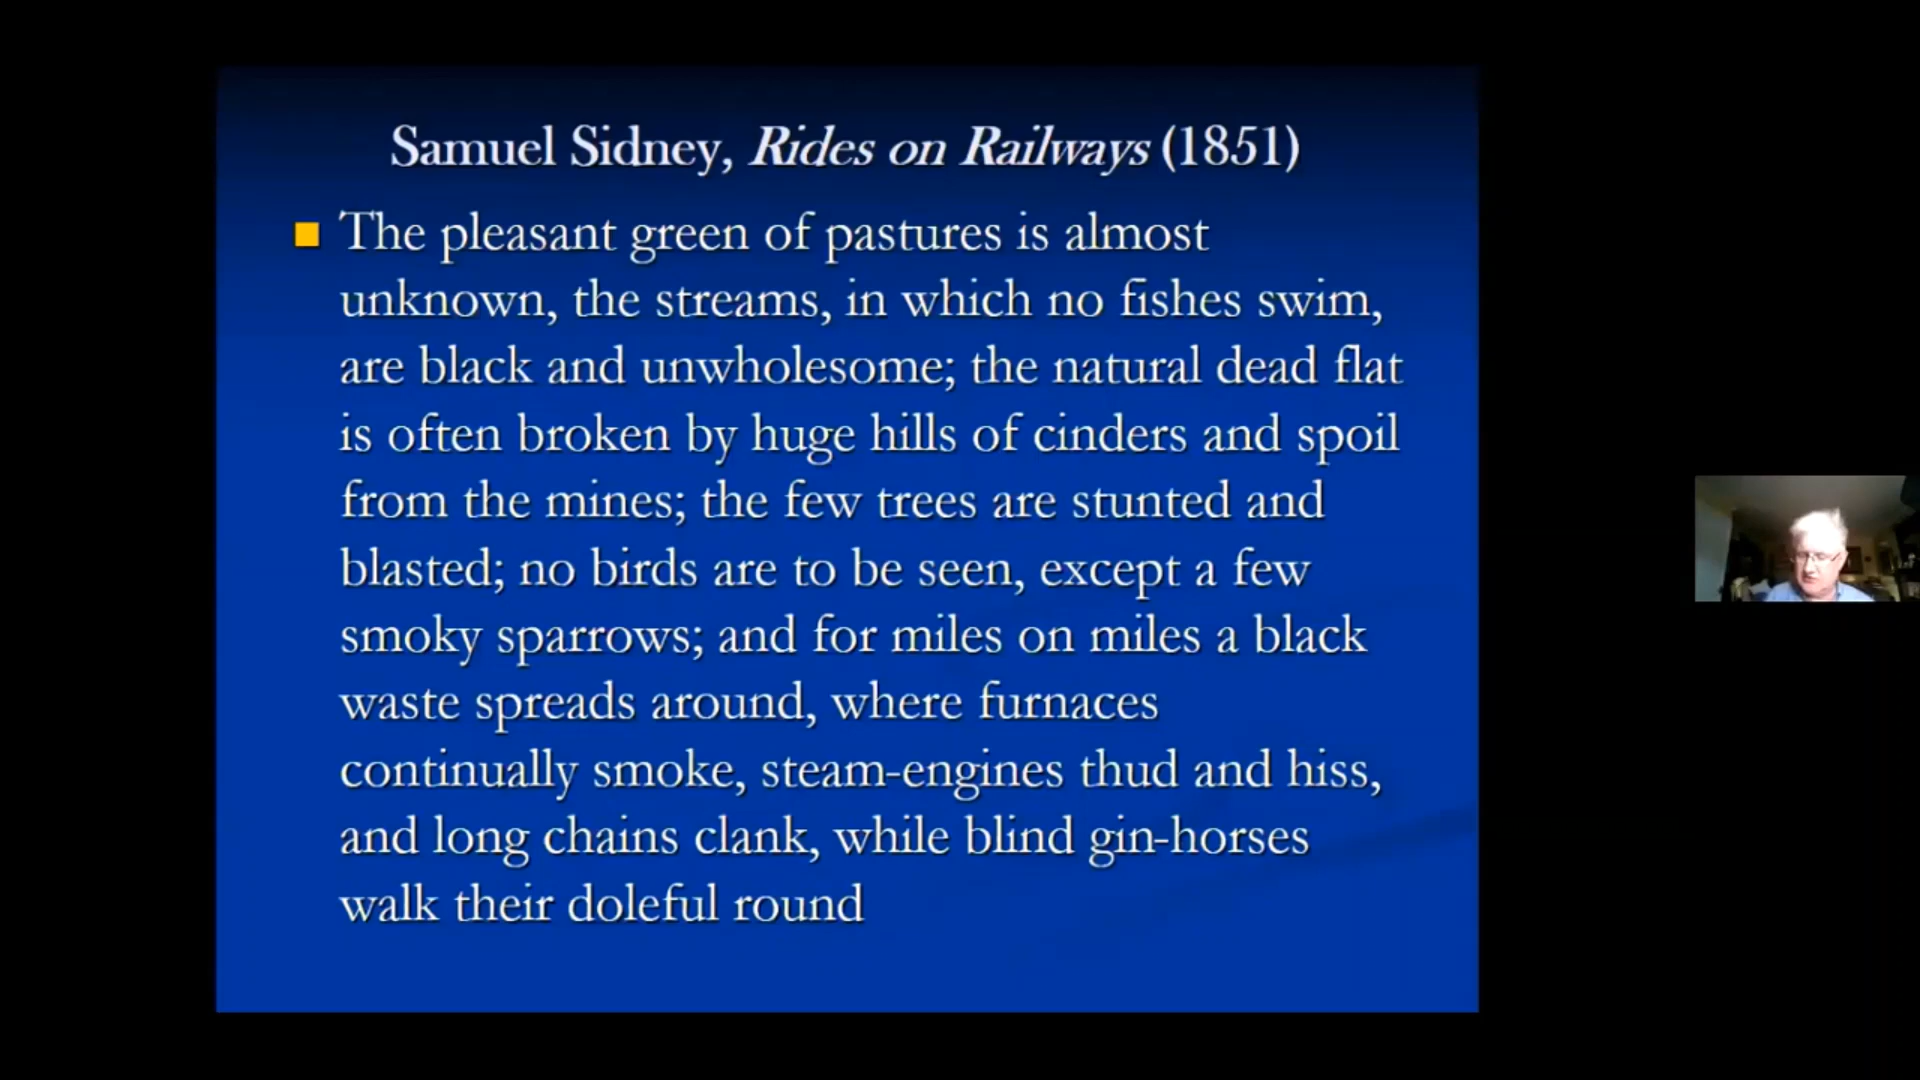 Samuel Sidney, Rides on Railways (1851)
The pleasant green of pastures is almost
unknown, the streams, in which no fishes swim,
are black and unwholesome; the natural dead flat
is often broken by huge hills of cinders and spoil
from the mines; the few trees are stunted and
blasted; no birds are to be seen, except a few
smoky sparrows; and for miles on miles a black
waste spreads around, where furnaces
continually smoke, steam-engines thud and hiss,
and long chains clank, while blind gin-horses
walk their doleful round